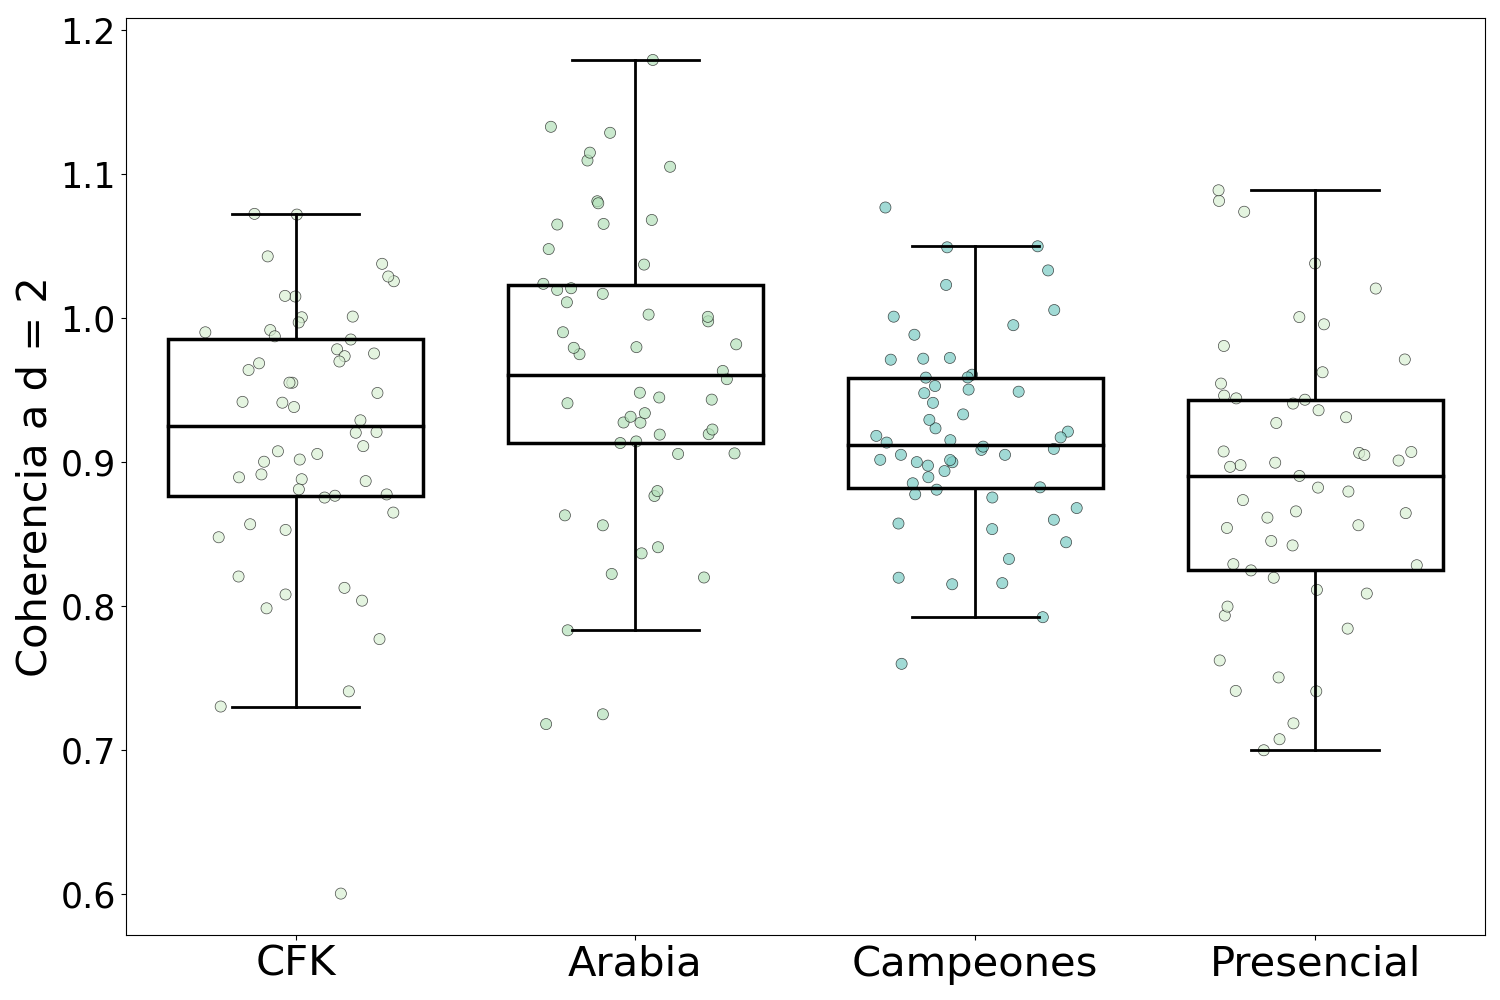 Coherencia a d = 2
1.2
1.1
1.0
0.9
0.8
0.7
0.6
CFK
Arabia
Campeones
Presencial